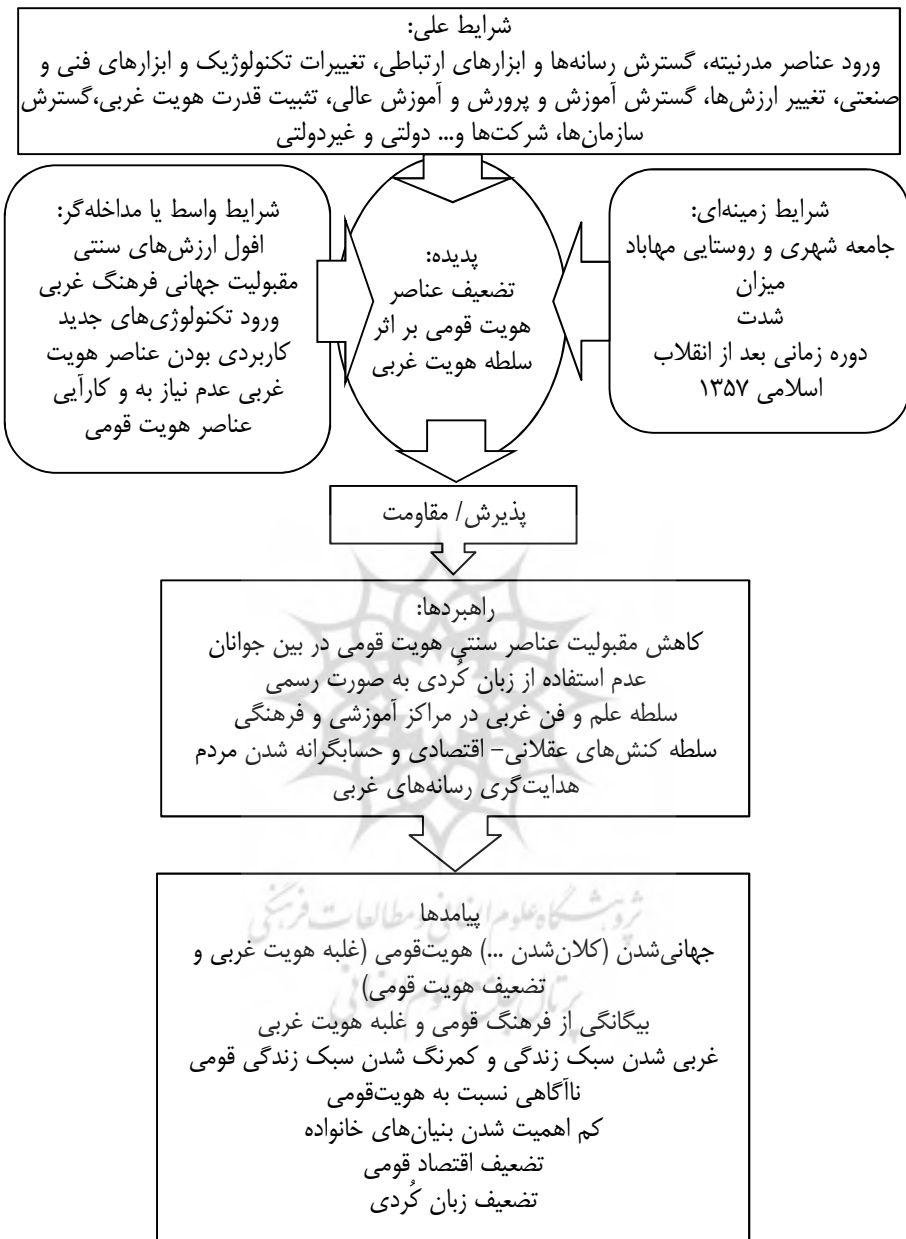 شرایط علی:
ورود عناصر مدرنیته، گسترش رسانه‌ها و ابزارهای ارتباطی، تغییرات تکنولوژیک و ابزارهای فنی و
صنعتی، تغییر ارزش‌ها، گسترش آموزش و پرورش و آموزش عالی، تثبیت قدرت هویت غربی،گسترش
سازمان‌ها، شرکت‌ها و... دولتی و غیردولتی
شرایط زمینه‌ای:
جامعه شهری و روستایی مهاباد
میزان
شدت
دوره زمانی بعد از انقلاب
اسلامی ۱۳۵۷
پدیده:
تضعیف عناصر
هویت قومی بر اثر
سلطه هویت غربی
شرایط واسط یا مداخله‌گر:
افول ارزش‌های سنتی
مقبولیت جهانی فرهنگ غربی
ورود تکنولوژی‌های جدید
کاربردی بودن عناصر هویت
غربی عدم نیاز به و کارآیی
عناصر هویت قومی
پذیرش/ مقاومت
راهبردها:
کاهش مقبولیت عناصر سنتی هویت قومی در بین جوانان
عدم استفاده از زبان کُردی به صورت رسمی
سلطه علم و فن غربی در مراکز آموزشی و فرهنگی
سلطه کنش‌های عقلانی– اقتصادی و حسابگرانه شدن مردم
هدایت‌گری رسانه‌های غربی
پیامدها
جهانی‌شدن (کلان‌شدن ...) هویت‌قومی (غلبه هویت غربی و
تضعیف هویت قومی)
بیگانگی از فرهنگ قومی و غلبه هویت غربی
غربی شدن سبک زندگی و کمرنگ شدن سبک زندگی قومی
ناآگاهی نسبت به هویت‌قومی
کم اهمیت شدن بنیان‌های خانواده
تضعیف اقتصاد قومی
تضعیف زبان کُردی
پژوهشگاه علوم انسانی و مطالعات فرهنگی
پرتال جامع علوم انسانی